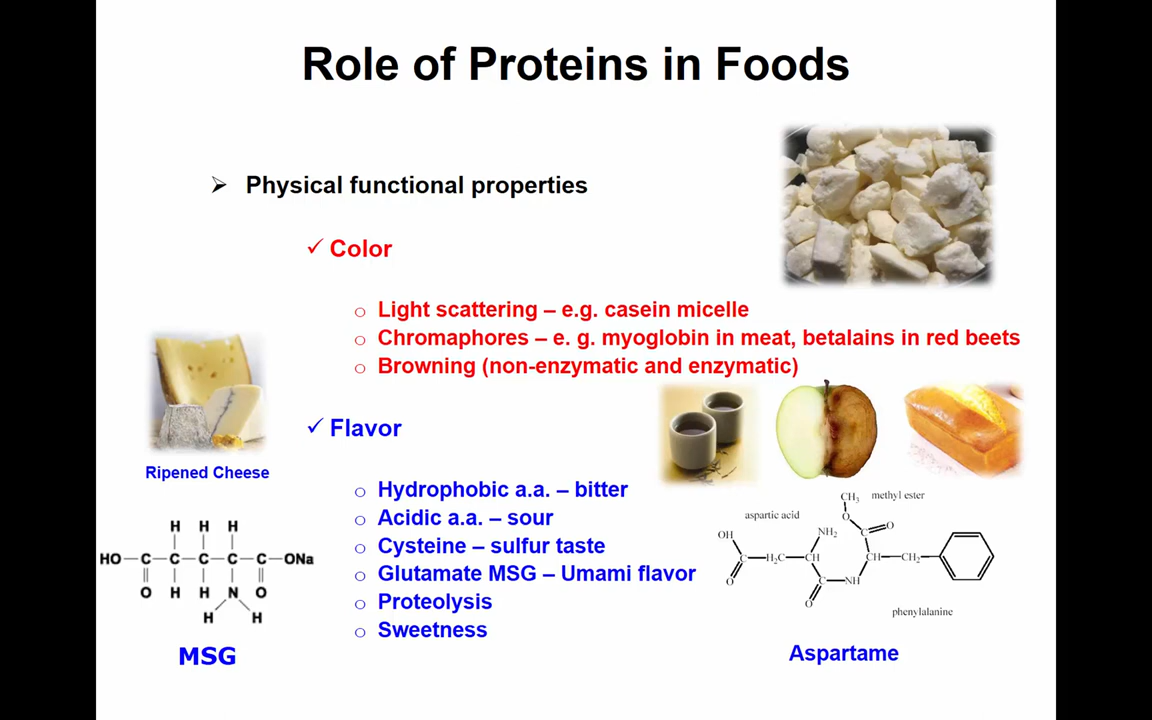 Role of Proteins in Foods
➢ Physical functional properties
✓ Color
o Light scattering – e.g. casein micelle
o Chromaphores – e. g. myoglobin in meat, betalains in red beets
o Browning (non-enzymatic and enzymatic)
✓ Flavor
Ripened Cheese
o Hydrophobic a.a. – bitter
o Acidic a.a. – sour
o Cysteine – sulfur taste
o Glutamate MSG – Umami flavor
o Proteolysis
o Sweetness
H H H
HO C C C C C ONa
O H H N O
H H
MSG
CH3 methyl ester
aspartic acid O
OH NH2 C O
C H2C CH CH CH2
O C NH
O
phenylalanine
Aspartame